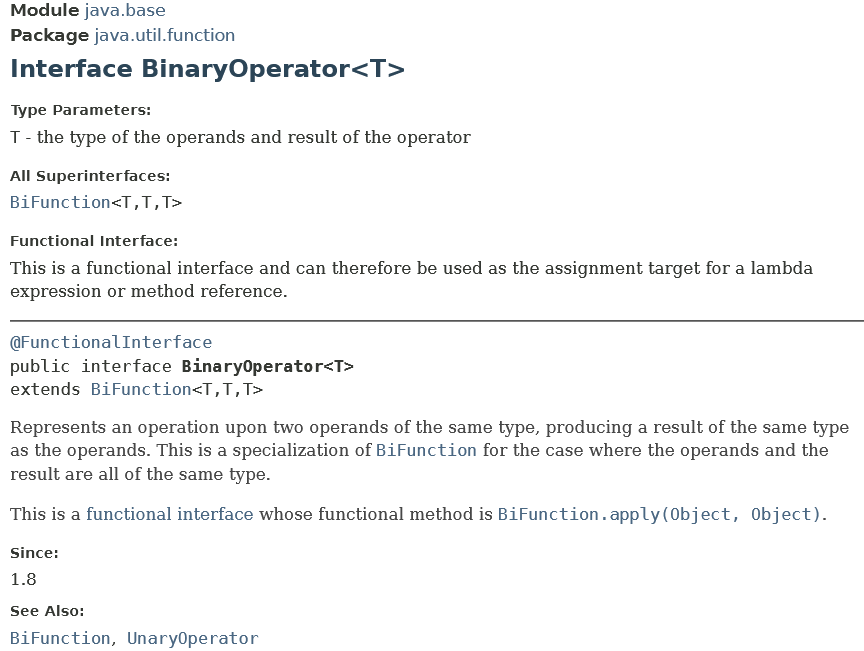 Module java.base
Package java.util.function
Interface BinaryOperator<T>
Type Parameters:
T - the type of the operands and result of the operator
All Superinterfaces:
BiFunction<T,T,T>
Functional Interface:
This is a functional interface and can therefore be used as the assignment target for a lambda
expression or method reference.
@FunctionalInterface
public interface BinaryOperator<T>
extends BiFunction<T,T,T>
Represents an operation upon two operands of the same type, producing a result of the same type
as the operands. This is a specialization of BiFunction for the case where the operands and the
result are all of the same type.
This is a functional interface whose functional method is BiFunction.apply(Object, Object).
Since:
1.8
See Also:
BiFunction, UnaryOperator